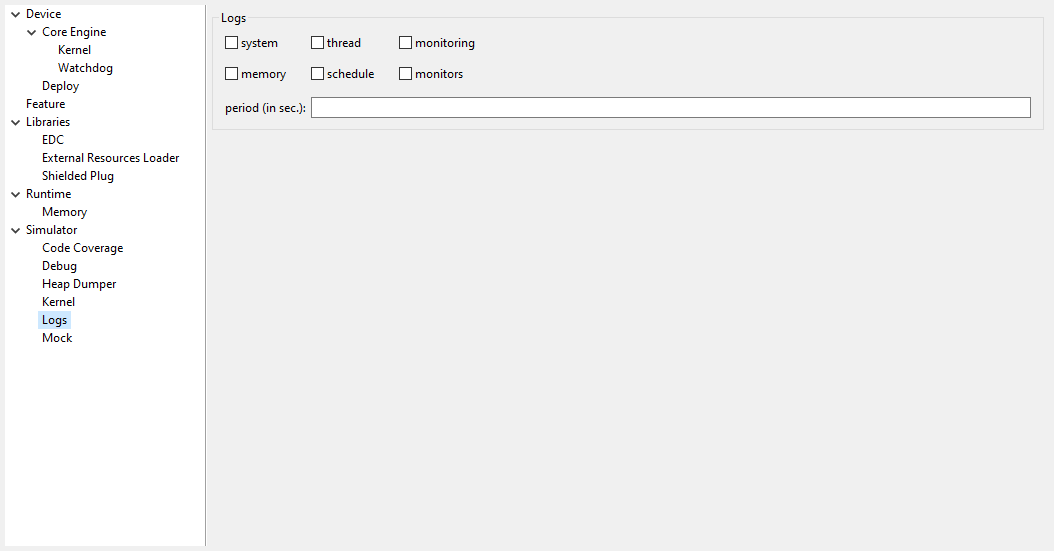 Device
Core Engine
Kernel
Watchdog
Deploy
Feature
Libraries
EDC
External Resources Loader
Shielded Plug
Runtime
Memory
Simulator
Code Coverage
Debug
Heap Dumper
Kernel
Logs
Mock
Logs
system thread monitoring
memory schedule monitors
period (in sec.):